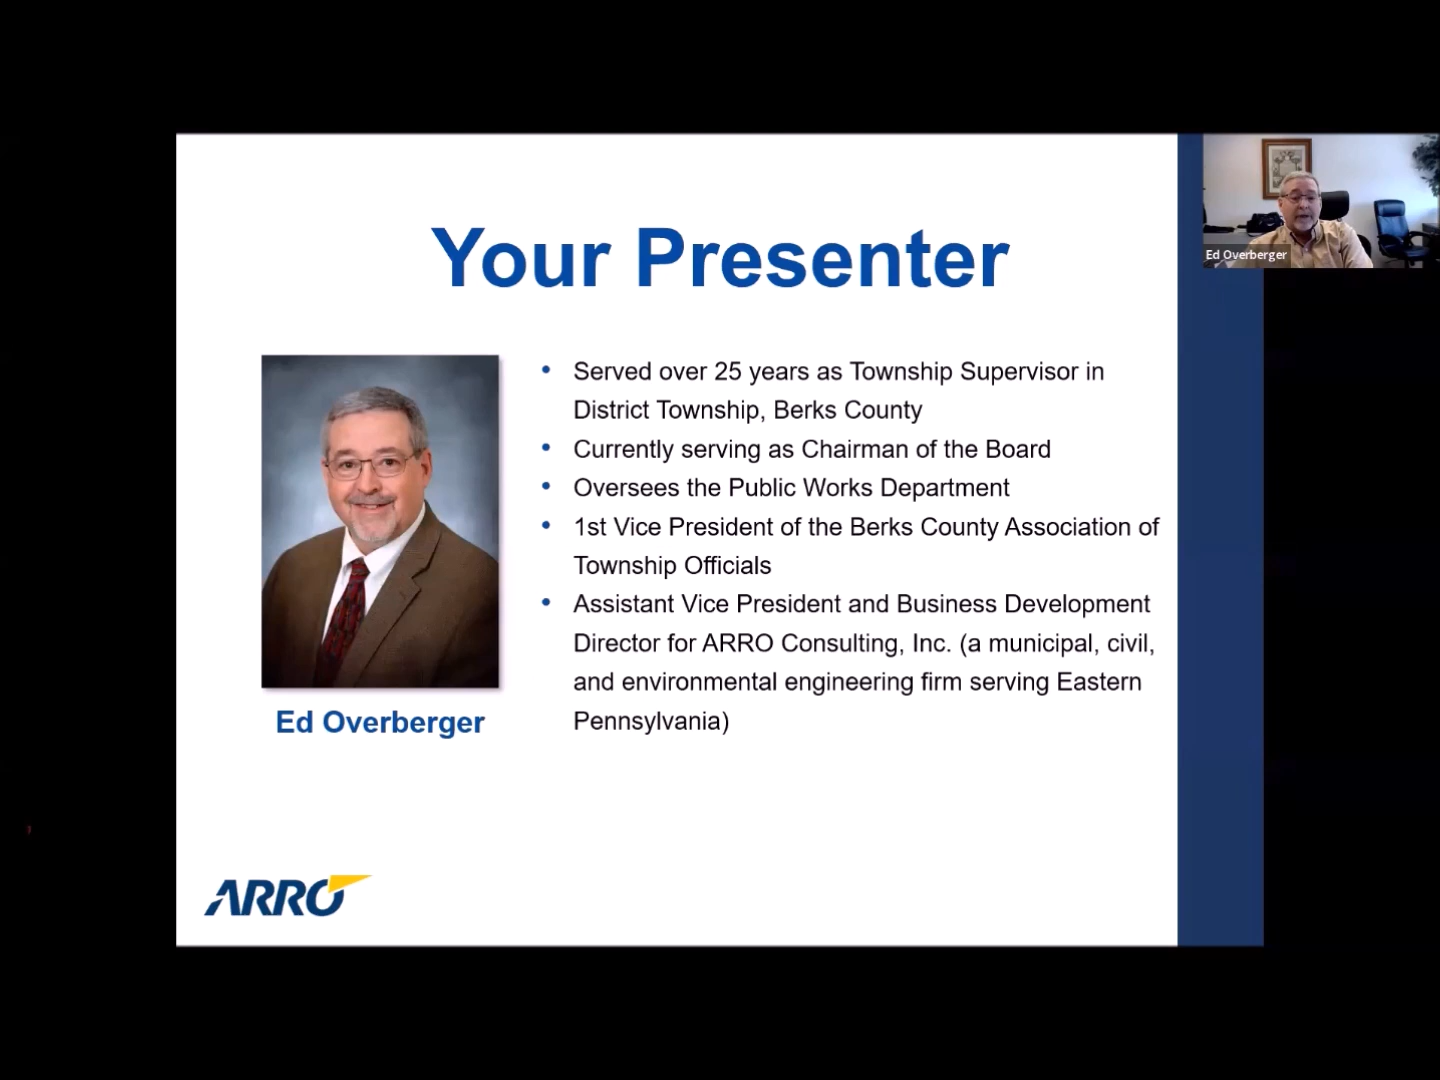 Your Presenter
Ed Overberger
• Served over 25 years as Township Supervisor in
District Township, Berks County
• Currently serving as Chairman of the Board
• Oversees the Public Works Department
• 1st Vice President of the Berks County Association of
Township Officials
• Assistant Vice President and Business Development
Director for ARRO Consulting, Inc. (a municipal, civil,
and environmental engineering firm serving Eastern
Pennsylvania)
Ed Overberger
ARRO